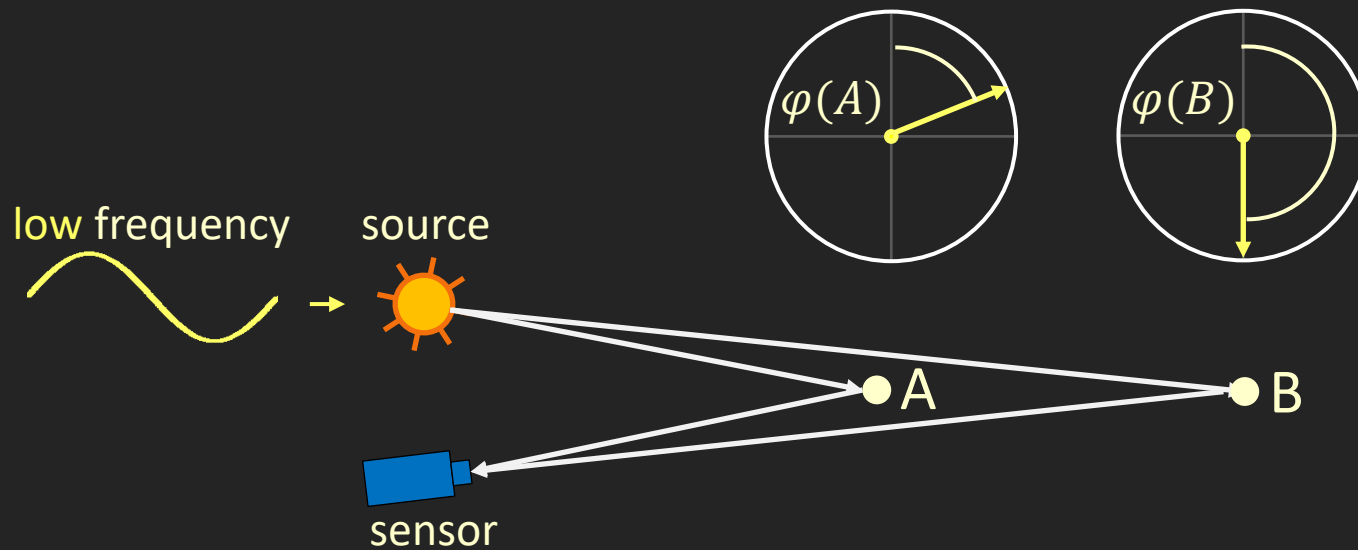 φ(A)
φ(B)
low frequency
source
A
B
sensor